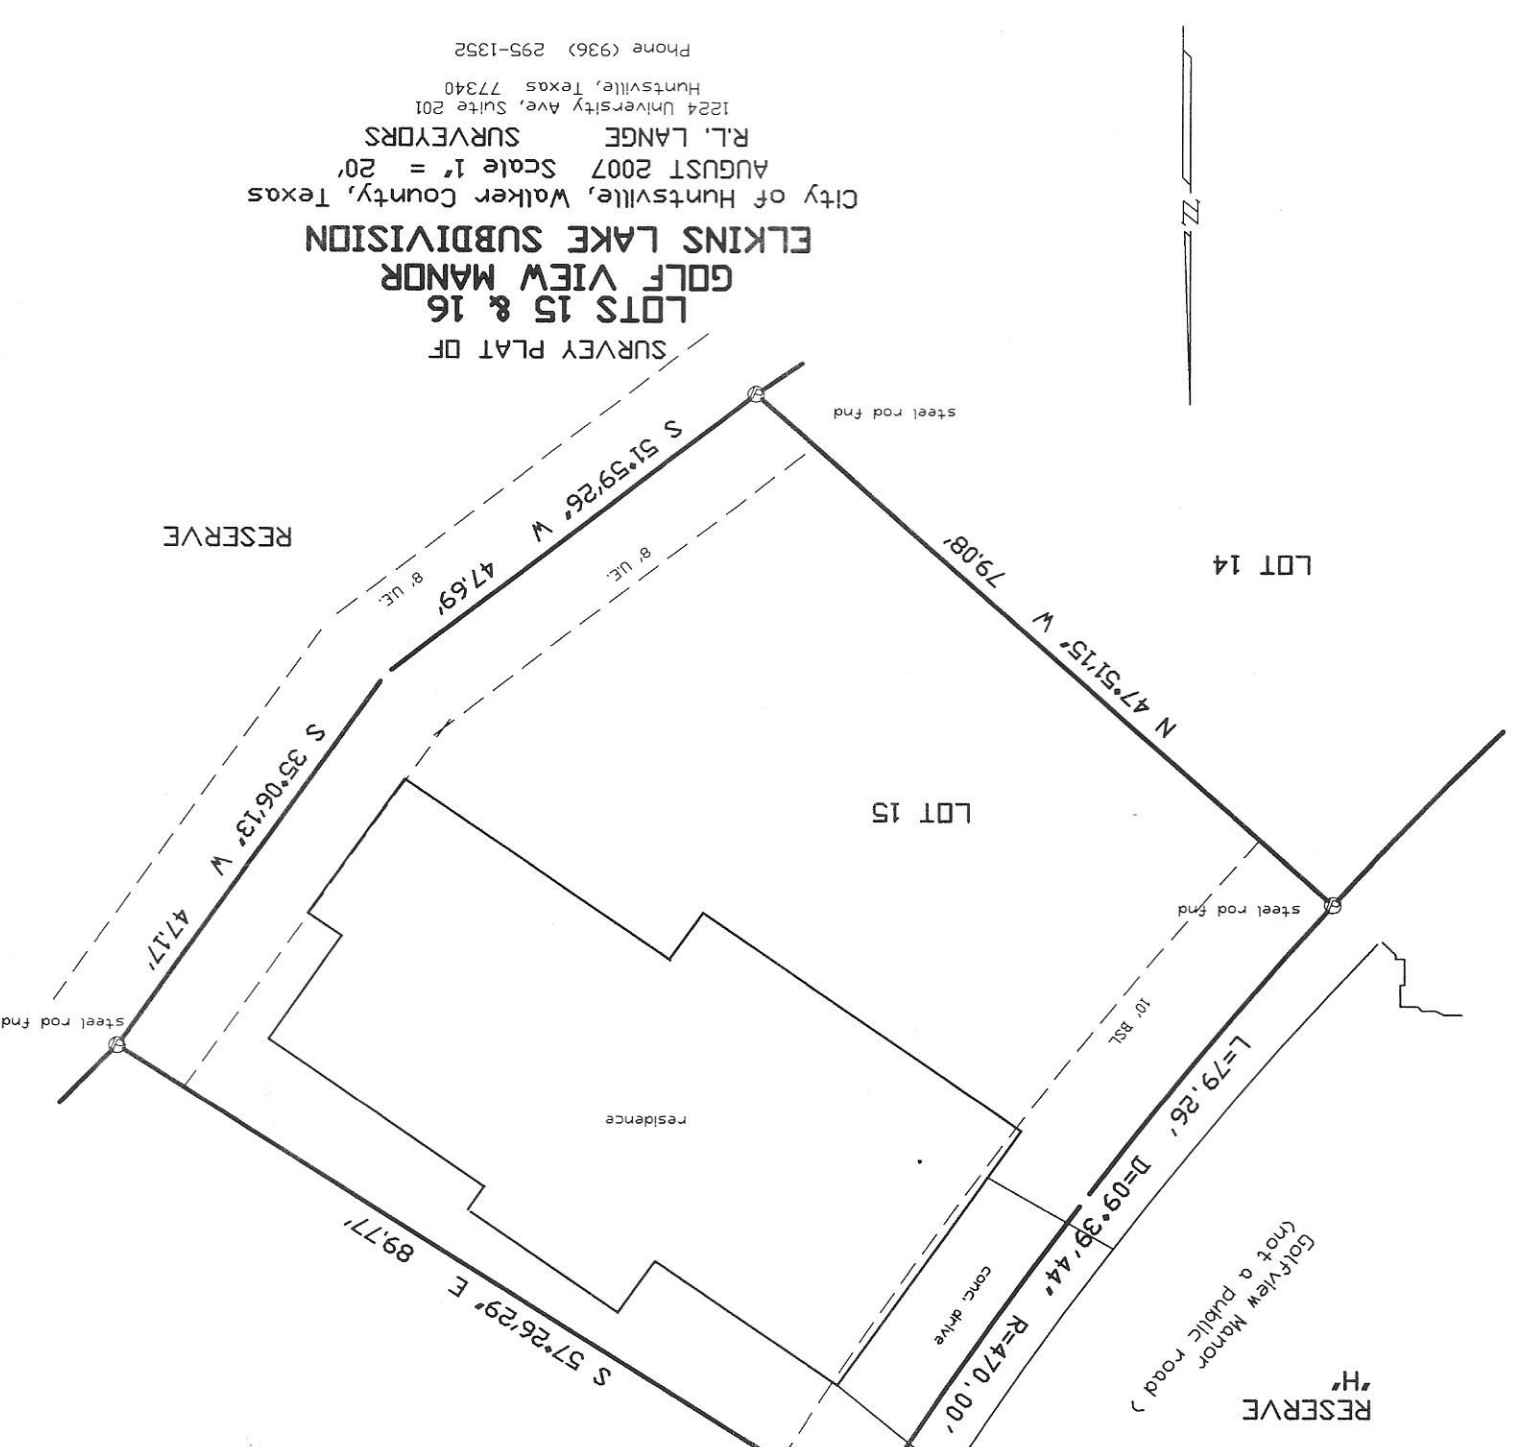 RESERVE
"H"
Golfview Manor
(not a public road )
S 57°26'29" E 89.77'
conc. drive
L=79.26' D=09°39'44" R=470.00'
residence
10' BSL
steel rod fnd
steel rod fnd
S 35°06'13" W 47.17'
LOT 15
N 47°51'15" W 79.08'
LOT 14
8' U.E.
8' U.E.
RESERVE
S 51°59'26" W 47.69'
steel rod fnd
SURVEY PLAT OF
LOTS 15 & 16
GOLF VIEW MANOR
ELKINS LAKE SUBDIVISION
City of Huntsville, Walker County, Texas
AUGUST 2007 Scale 1" = 20'
R.L. LANGE SURVEYORS
1224 University Ave, Suite 201
Huntsville, Texas 77340
Phone (936) 295-1352
N